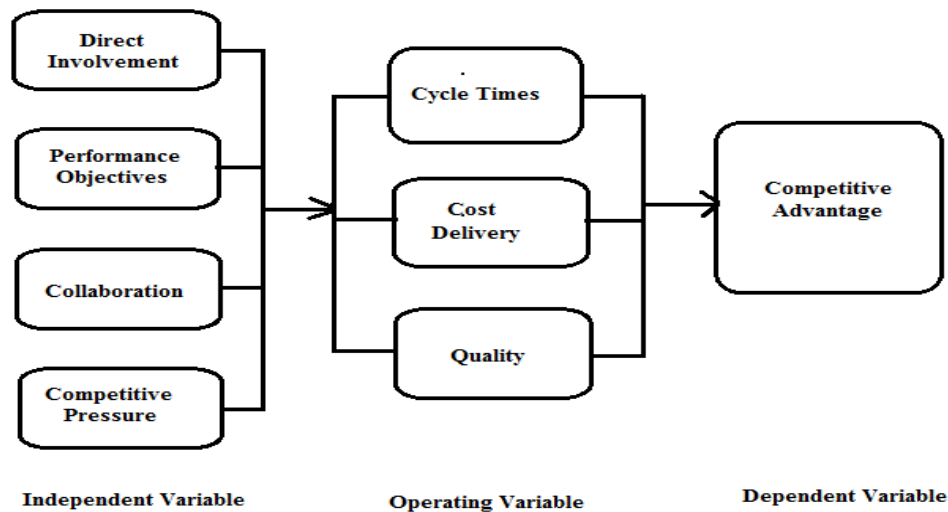 Direct
Involvement
Performance
Objectives
Collaboration
Competitive
Pressure
Cycle Times
Cost
Delivery
Quality
Competitive
Advantage
Independent Variable
Operating Variable
Dependent Variable